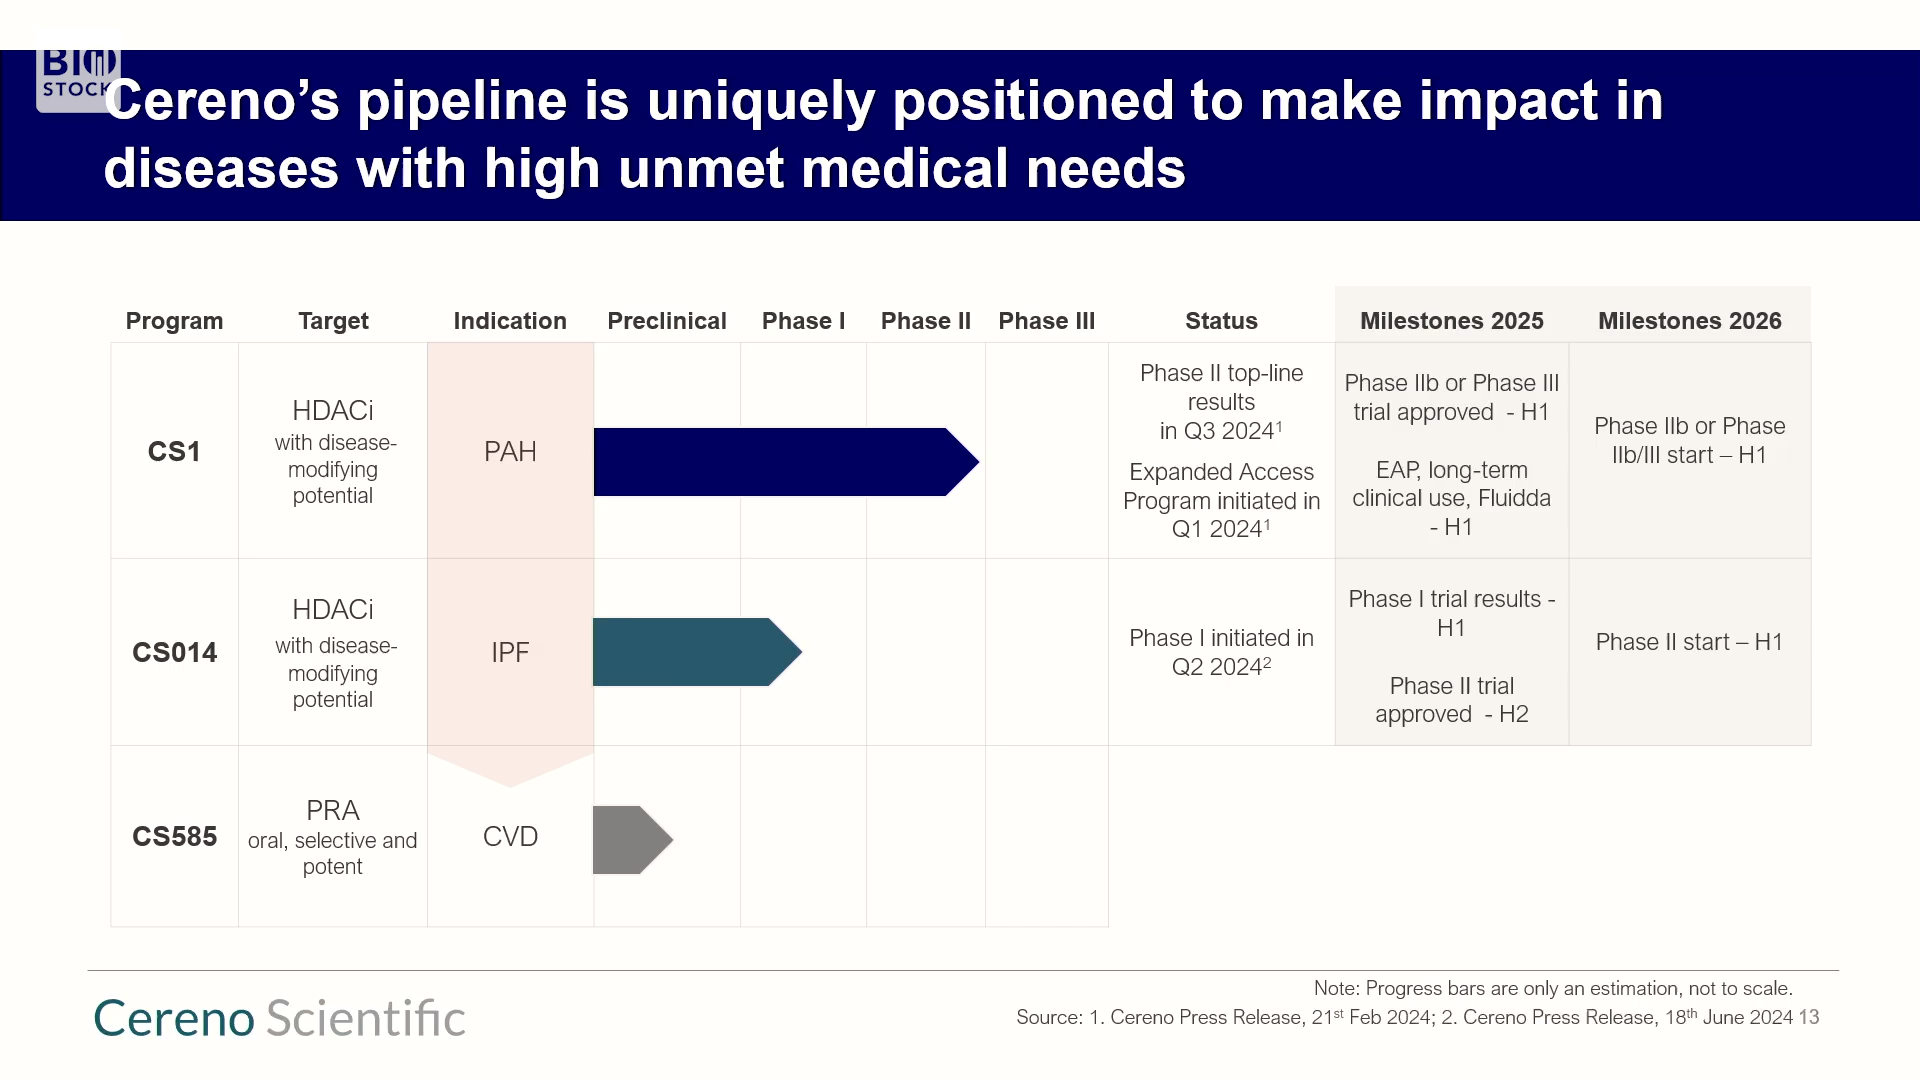 BIO
STOCK
Cereno’s pipeline is uniquely positioned to make impact in
diseases with high unmet medical needs
Program Target Indication Preclinical Phase I Phase II Phase III Status Milestones 2025 Milestones 2026
CS1
HDACi
with disease-
modifying
potential
PAH
Phase II top-line
results
in Q3 2024¹
Expanded Access
Program initiated in
Q1 2024¹
Phase IIb or Phase III
trial approved - H1
EAP, long-term
clinical use, Fluidda
- H1
Phase IIb or Phase
IIb/III start – H1
CS014
HDACi
with disease-
modifying
potential
IPF
Phase I initiated in
Q2 2024²
Phase I trial results -
H1
Phase II trial
approved - H2
Phase II start – H1
CS585
PRA
oral, selective and
potent
CVD
Note: Progress bars are only an estimation, not to scale.
Source: 1. Cereno Press Release, 21st Feb 2024; 2. Cereno Press Release, 18th June 2024 13
Cereno Scientific